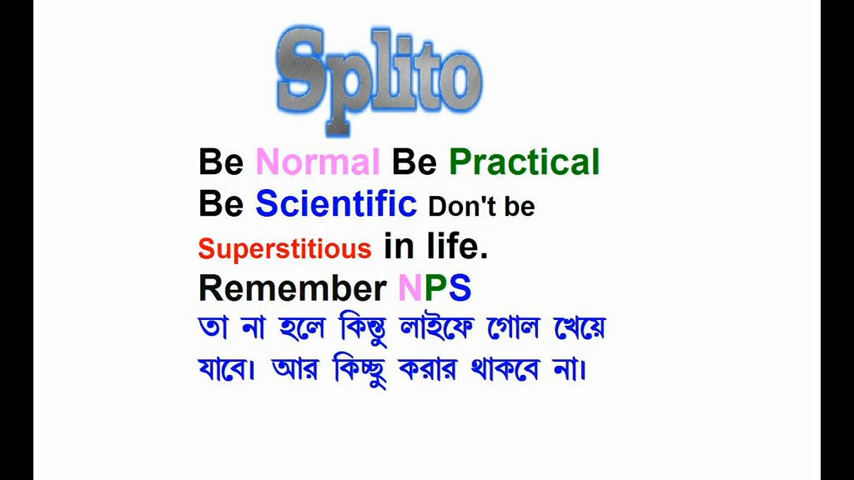 Splito
Be Normal Be Practical
Be Scientific Don't be
Superstitious in life.
Remember NPS
তা না হলে কিন্তু লাইফে গোল খেয়ে
যাবে। আর কিচ্ছু করার থাকবে না।